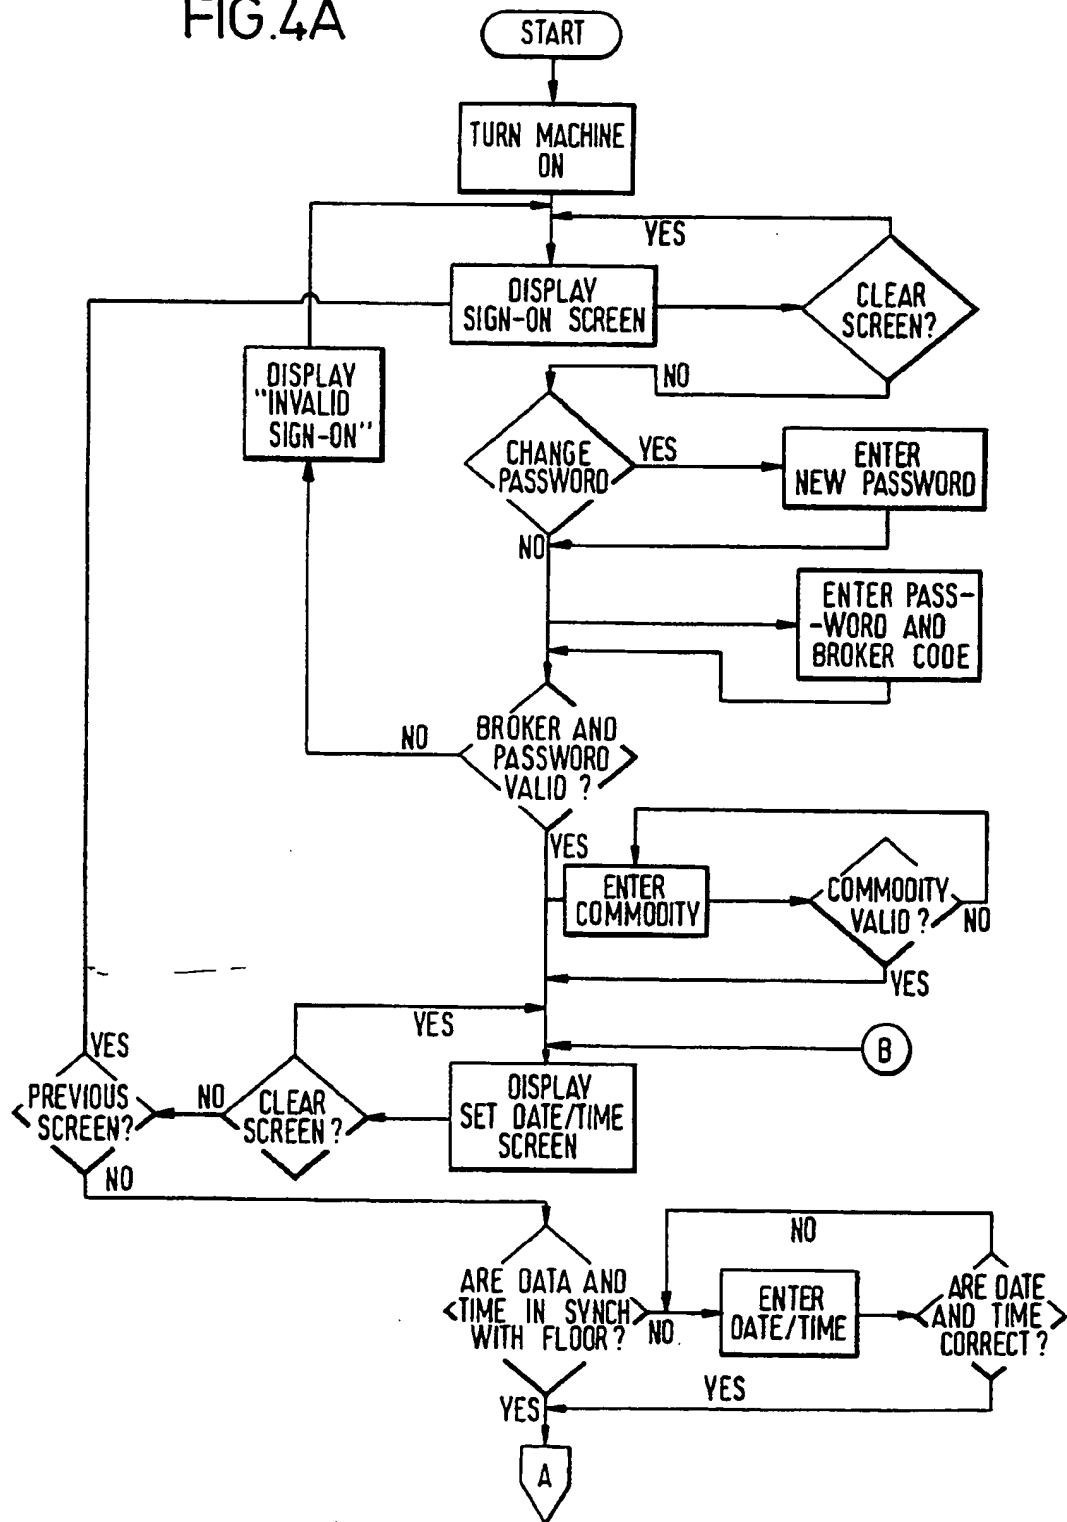 FIG.4A
START
TURN MACHINE
ON
YES
DISPLAY
SIGN-ON SCREEN
CLEAR
SCREEN?
DISPLAY
"INVALID
SIGN-ON"
NO
CHANGE
PASSWORD
YES
ENTER
NEW PASSWORD
NO
ENTER PASS-
-WORD AND
BROKER CODE
BROKER AND
PASSWORD
VALID ?
NO
YES
ENTER
COMMODITY
COMMODITY
VALID ?
NO
YES
YES
B
YES
PREVIOUS
SCREEN?
NO
CLEAR
SCREEN ?
DISPLAY
SET DATE/TIME
SCREEN
NO
NO
ARE DATA AND
TIME IN SYNCH
WITH FLOOR ?
NO
ENTER
DATE/TIME
ARE DATE
AND TIME
CORRECT ?
YES
YES
A